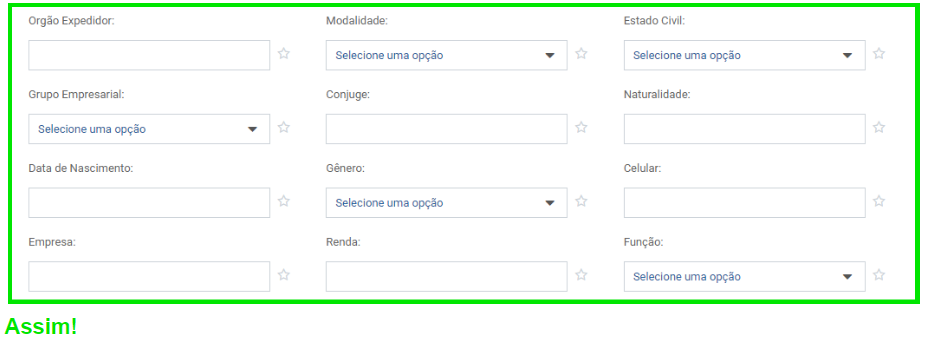 Orgão Expedidor: Modalidade: Estado Civil:
Selecione uma opção Selecione uma opção
Grupo Empresarial: Conjuge: Naturalidade:
Selecione uma opção
Data de Nascimento: Gênero: Celular:
Selecione uma opção
Empresa: Renda: Função:
Selecione uma opção
Assim!